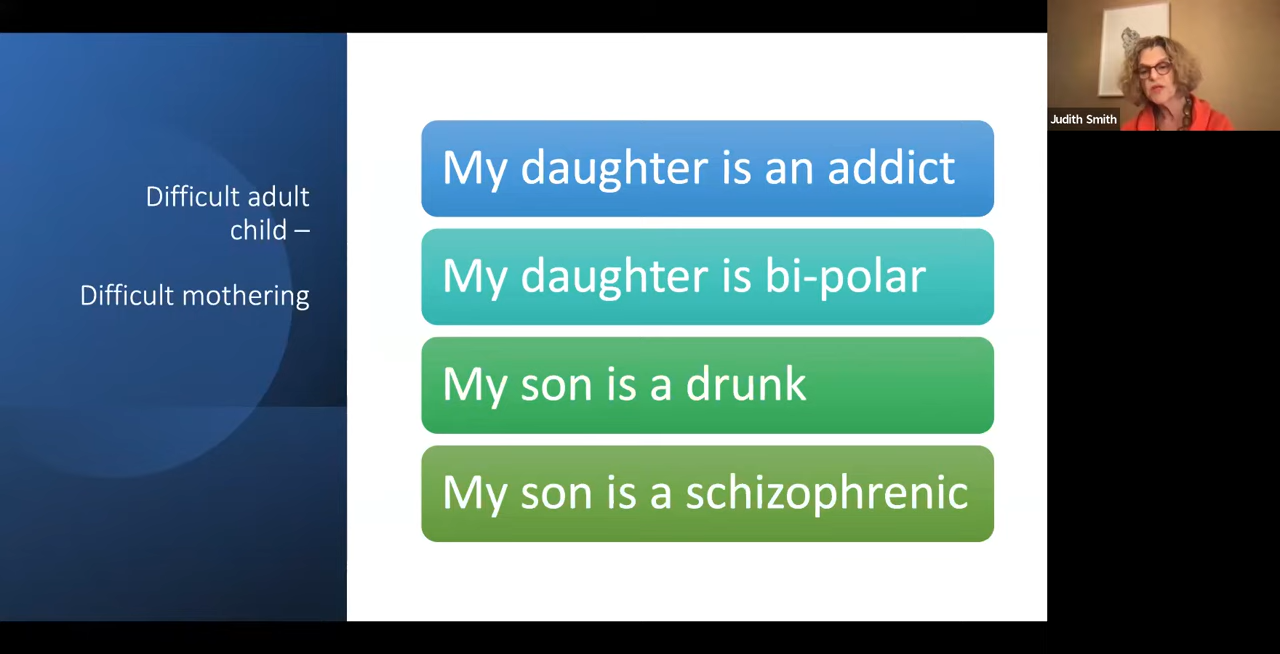 Difficult adult
child –
Difficult mothering
My daughter is an addict
My daughter is bi-polar
My son is a drunk
My son is a schizophrenic
Judith Smith